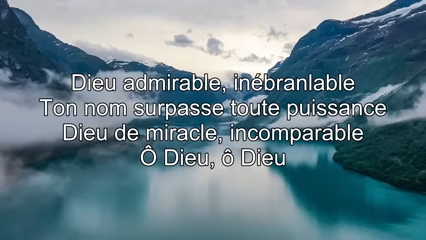 Dieu admirable, inébranlable
Ton nom surpasse toute puissance
Dieu de miracle, incomparable
Ô Dieu, ô Dieu